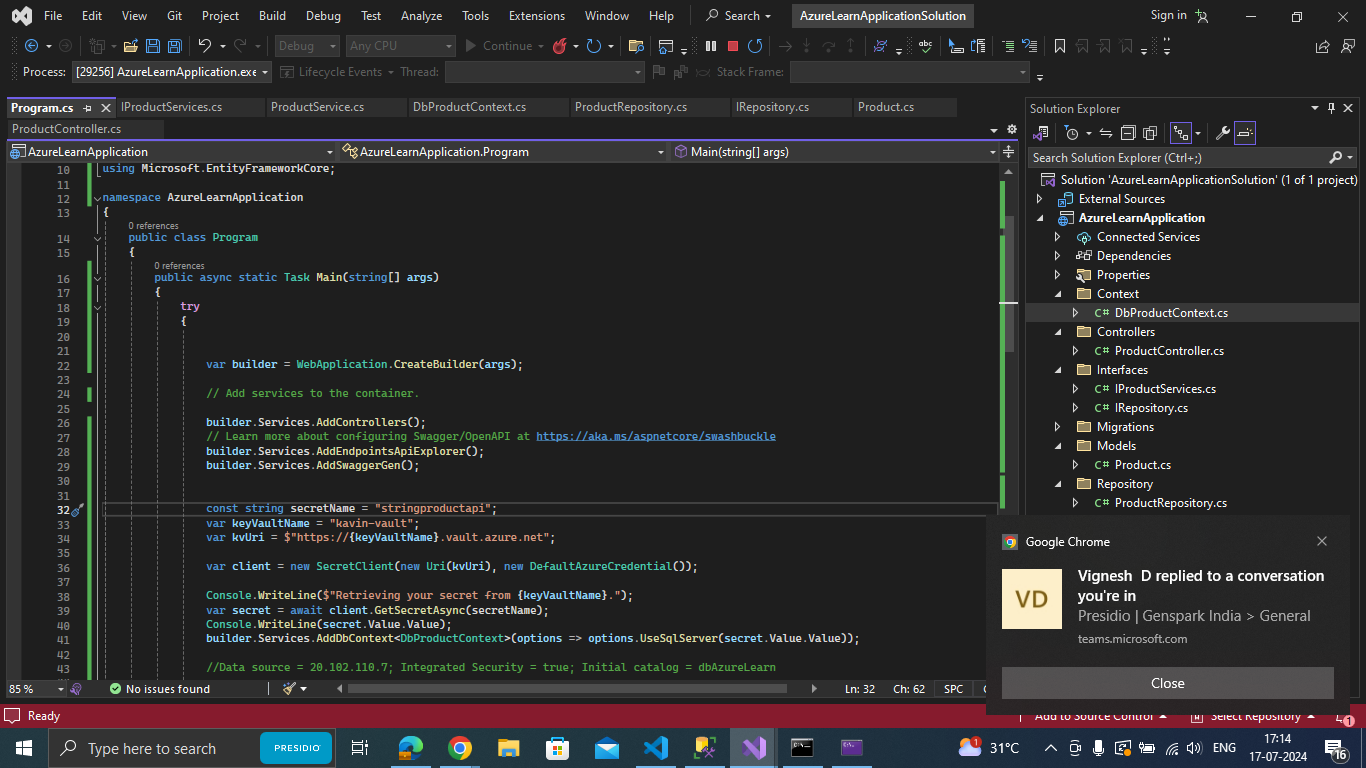 File Edit View Git Project Build Debug Test Analyze Tools Extensions Window Help Search AzureLearnApplicationSolution Sign in
Debug Any CPU Continue
Process: [29256] AzureLearnApplication.exe Lifecycle Events Thread: Stack Frame:
Program.cs IProductServices.cs ProductService.cs DbProductContext.cs ProductRepository.cs IRepository.cs Product.cs
ProductController.cs
AzureLearnApplication AzureLearnApplication.Program Main(string[] args)
10 using Microsoft.EntityFrameworkCore;
11
12 namespace AzureLearnApplication
13 {
0 references
14 public class Program
15 {
0 references
16 public async static Task Main(string[] args)
17 {
18 try
19 {
20
21
22 var builder = WebApplication.CreateBuilder(args);
23
24 // Add services to the container.
25
26 builder.Services.AddControllers();
27 // Learn more about configuring Swagger/OpenAPI at https://aka.ms/aspnetcore/swashbuckle
28 builder.Services.AddEndpointsApiExplorer();
29 builder.Services.AddSwaggerGen();
30
31
32 const string secretName = "stringproductapi";
33 var keyVaultName = "kavin-vault";
34 var kvUri = $"https://{keyVaultName}.vault.azure.net";
35
36 var client = new SecretClient(new Uri(kvUri), new DefaultAzureCredential());
37
38 Console.WriteLine($"Retrieving your secret from {keyVaultName}.");
39 var secret = await client.GetSecretAsync(secretName);
40 Console.WriteLine(secret.Value.Value);
41 builder.Services.AddDbContext<DbProductContext>(options => options.UseSqlServer(secret.Value.Value));
42
43 //Data source = 20.102.110.7; Integrated Security = true; Initial catalog = dbAzureLearn
85 % No issues found Ln: 32 Ch: 62 SPC
Solution Explorer
Search Solution Explorer (Ctrl+;)
Solution 'AzureLearnApplicationSolution' (1 of 1 project)
External Sources
AzureLearnApplication
Connected Services
Dependencies
Properties
Context
C# DbProductContext.cs
Controllers
C# ProductController.cs
Interfaces
C# IProductServices.cs
C# IRepository.cs
Migrations
Models
C# Product.cs
Repository
C# ProductRepository.cs
Google Chrome
VD
Vignesh D replied to a conversation
you're in
Presidio | Genspark India > General
teams.microsoft.com
Close
Ready Add to Source Control Select Repository 1
Type here to search PRESIDIO 1 31°C ENG 17:14
17-07-2024 16